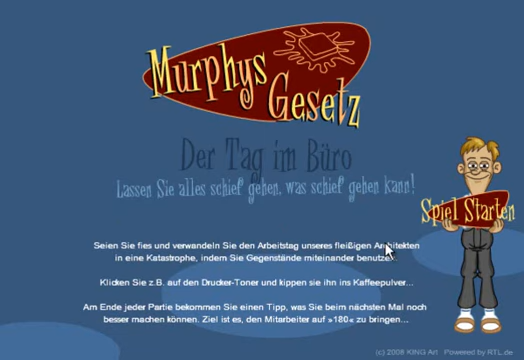 Murphys
Gesetz
Der Tag im Büro
Lassen Sie alles schief gehen, was schief gehen kann!
Spiel Starten
Seien Sie fies und verwandeln Sie den Arbeitstag unseres fleißigen Architekten
in eine Katastrophe, indem Sie Gegenstände miteinander benutzen.
Klicken Sie z.B. auf den Drucker-Toner und kippen sie ihn ins Kaffeepulver...
Am Ende jeder Partie bekommen Sie einen Tipp, was Sie beim nächsten Mal noch
besser machen können. Ziel ist es, den Mitarbeiter auf »180« zu bringen...
(c) 2008 KING Art Powered by RTL.de